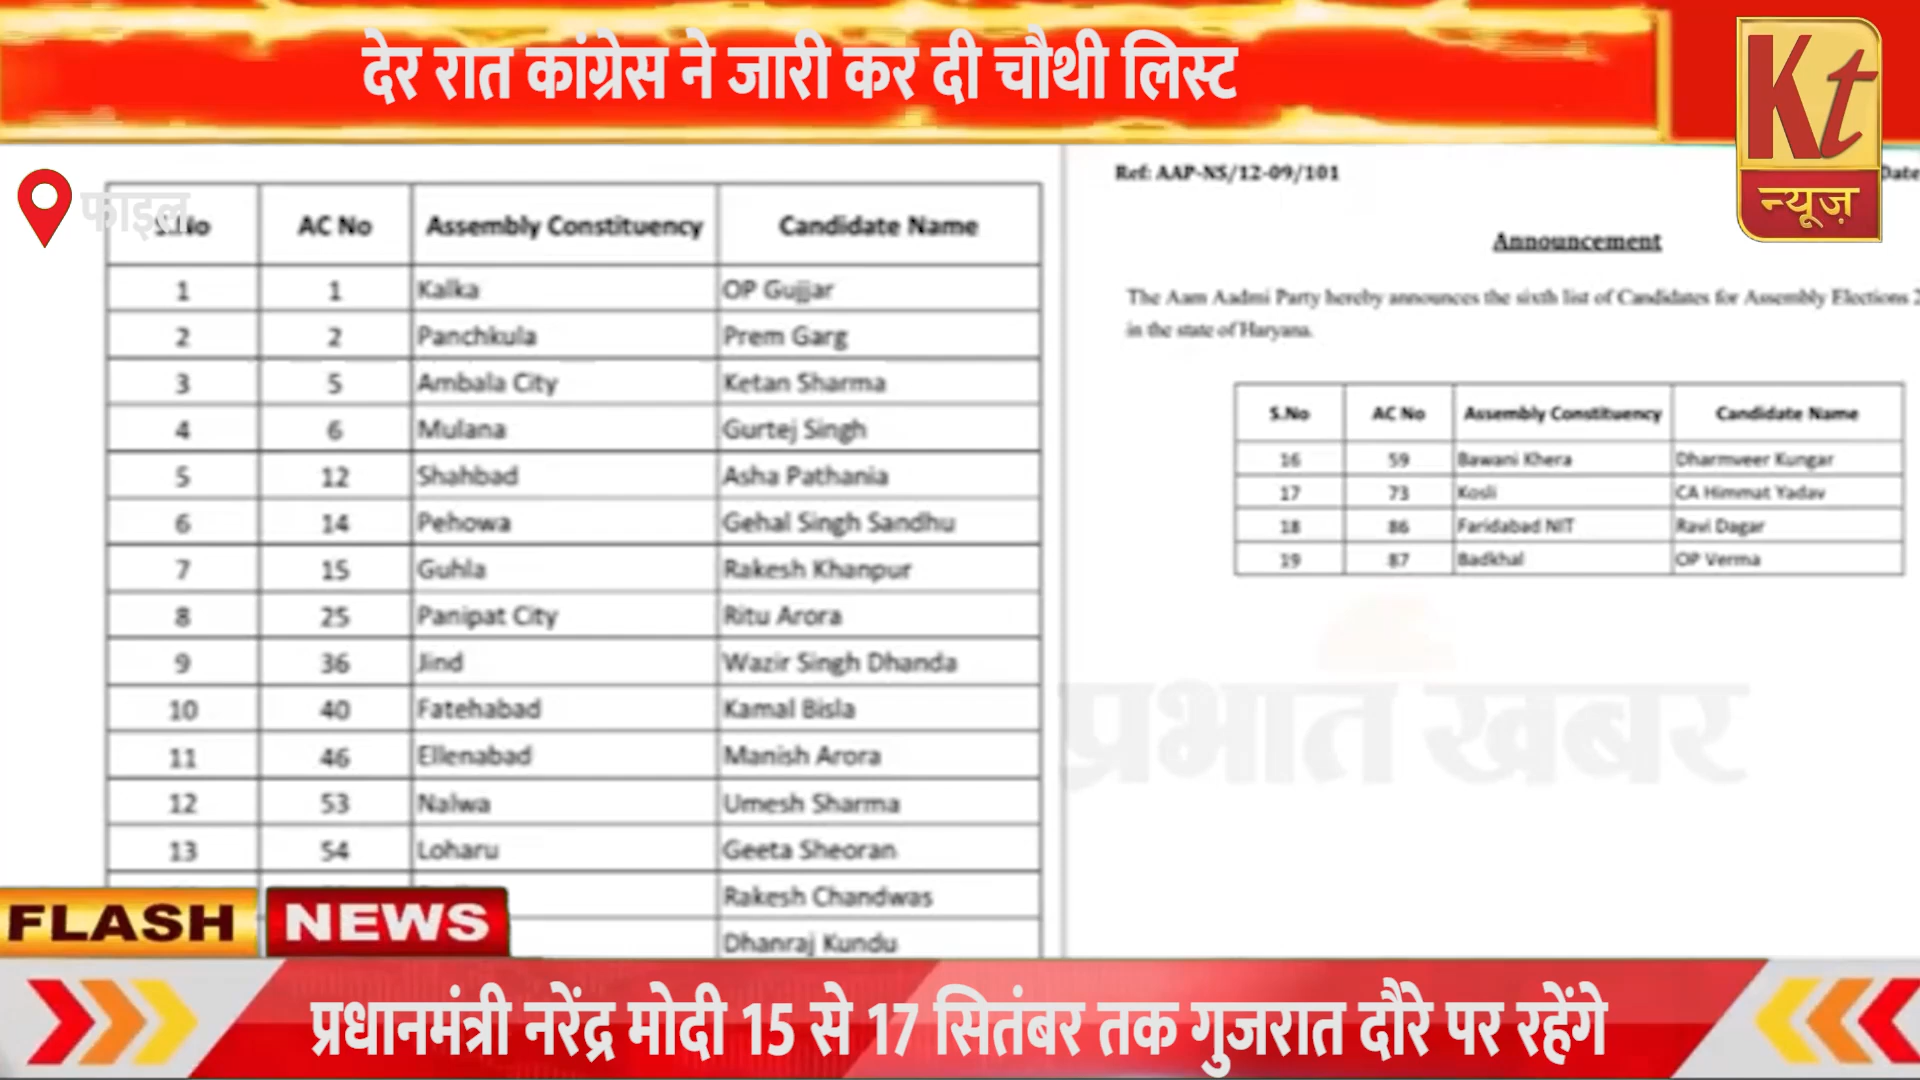 देर रात कांग्रेस ने जारी कर दी चौथी लिस्ट
Kt
न्यूज़
फाइल
S.No AC No Assembly Constituency Candidate Name
1 1 Kalka OP Gujjar
2 2 Panchkula Prem Garg
3 5 Ambala City Ketan Sharma
4 6 Mulana Gurtej Singh
5 12 Shahbad Asha Pathania
6 14 Pehowa Gehal Singh Sandhu
7 15 Guhla Rakesh Khanpur
8 25 Panipat City Ritu Arora
9 36 Jind Wazir Singh Dhanda
10 40 Fatehabad Kamal Bisla
11 46 Ellenabad Manish Arora
12 53 Nalwa Umesh Sharma
13 54 Loharu Geeta Sheoran
Rakesh Chandwas
Dhanraj Kundu
Ref: AAP-NS/12-09/101
Date
Announcement
The Aam Aadmi Party hereby announces the sixth list of Candidates for Assembly Elections 2
in the state of Haryana.
S.No AC No Assembly Constituency Candidate Name
16 59 Bawani Khera Dharmveer Kungar
17 73 Kosli CA Himmat Yadav
18 86 Faridabad NIT Ravi Dagar
19 87 Badkhal OP Verma
प्रभात खबर
FLASH NEWS
प्रधानमंत्री नरेंद्र मोदी 15 से 17 सितंबर तक गुजरात दौरे पर रहेंगे